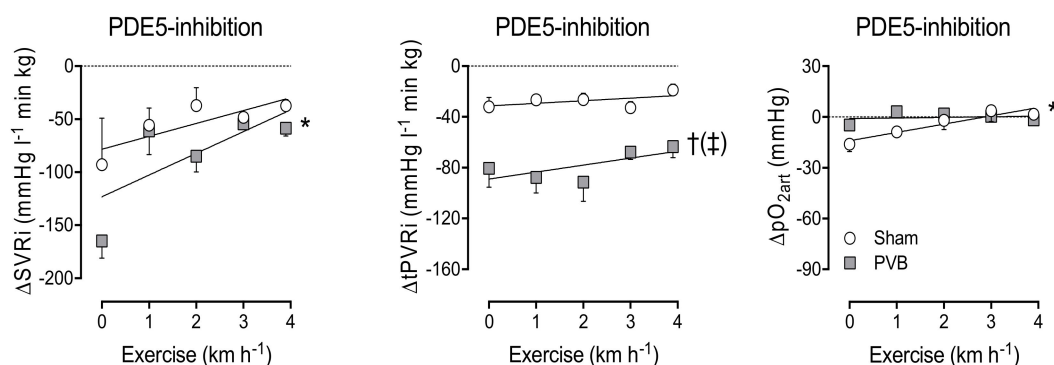 PDE5-inhibition
ΔSVRi (mmHg l⁻¹ min kg)
0
-50
-100
-150
-200
*
0 1 2 3 4
Exercise (km h⁻¹)
PDE5-inhibition
ΔtPVRi (mmHg l⁻¹ min kg)
0
-40
-80
-120
-160
†(‡)
0 1 2 3 4
Exercise (km h⁻¹)
PDE5-inhibition
ΔpO₂art (mmHg)
30
0
-30
-60
-90
*
Sham
PVB
0 1 2 3 4
Exercise (km h⁻¹)